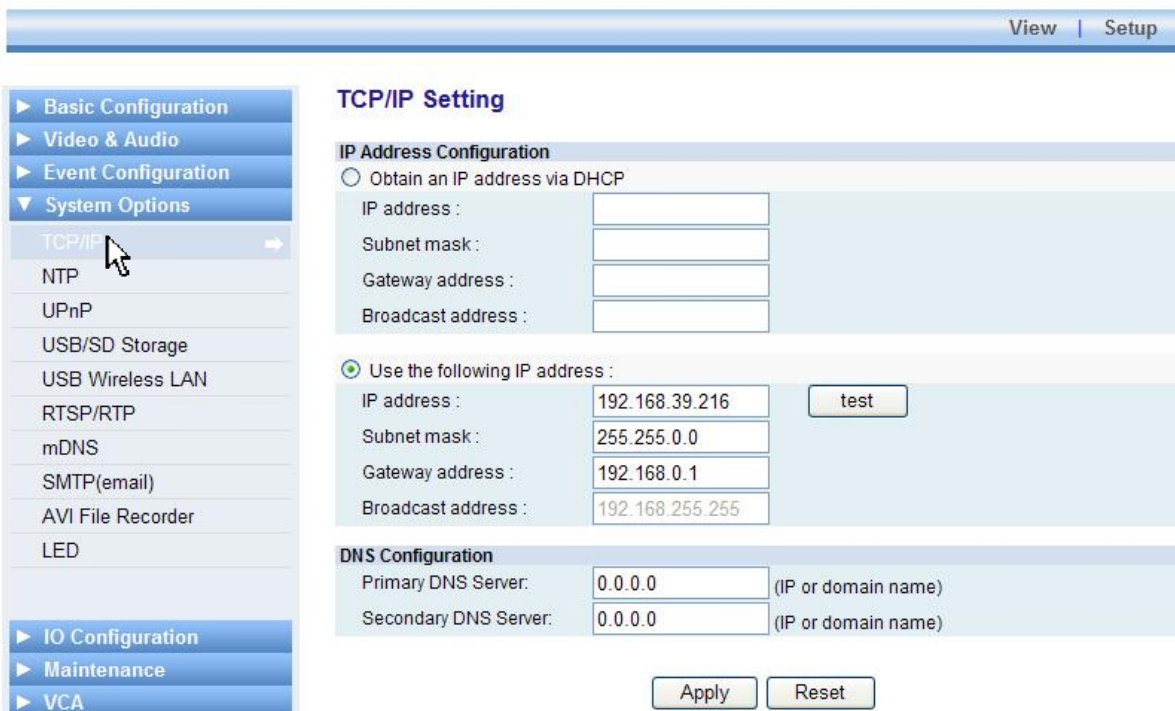 View | Setup
Basic Configuration
Video & Audio
Event Configuration
System Options
TCP/IP
NTP
UPnP
USB/SD Storage
USB Wireless LAN
RTSP/RTP
mDNS
SMTP(email)
AVI File Recorder
LED
IO Configuration
Maintenance
VCA
TCP/IP Setting
IP Address Configuration
Obtain an IP address via DHCP
IP address :
Subnet mask :
Gateway address :
Broadcast address :
Use the following IP address :
IP address : 192.168.39.216 test
Subnet mask : 255.255.0.0
Gateway address : 192.168.0.1
Broadcast address : 192.168.255.255
DNS Configuration
Primary DNS Server: 0.0.0.0 (IP or domain name)
Secondary DNS Server: 0.0.0.0 (IP or domain name)
Apply Reset